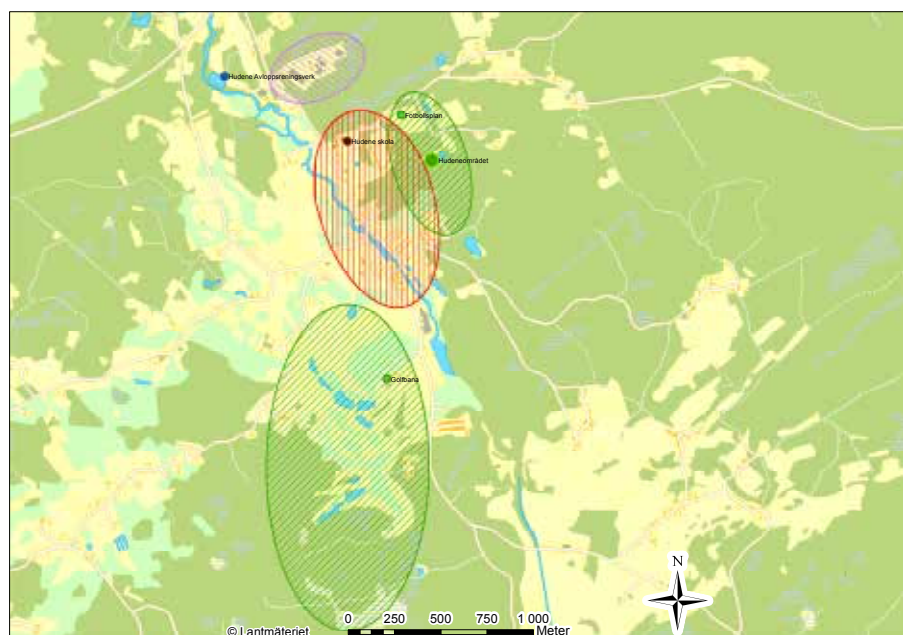 Hudene Avloppsreningsverk
Fotbollsplan
Hudene skola
Hudeneområdet
Golfbana
N
0 250 500 750 1 000
Meter
© Lantmäteriet